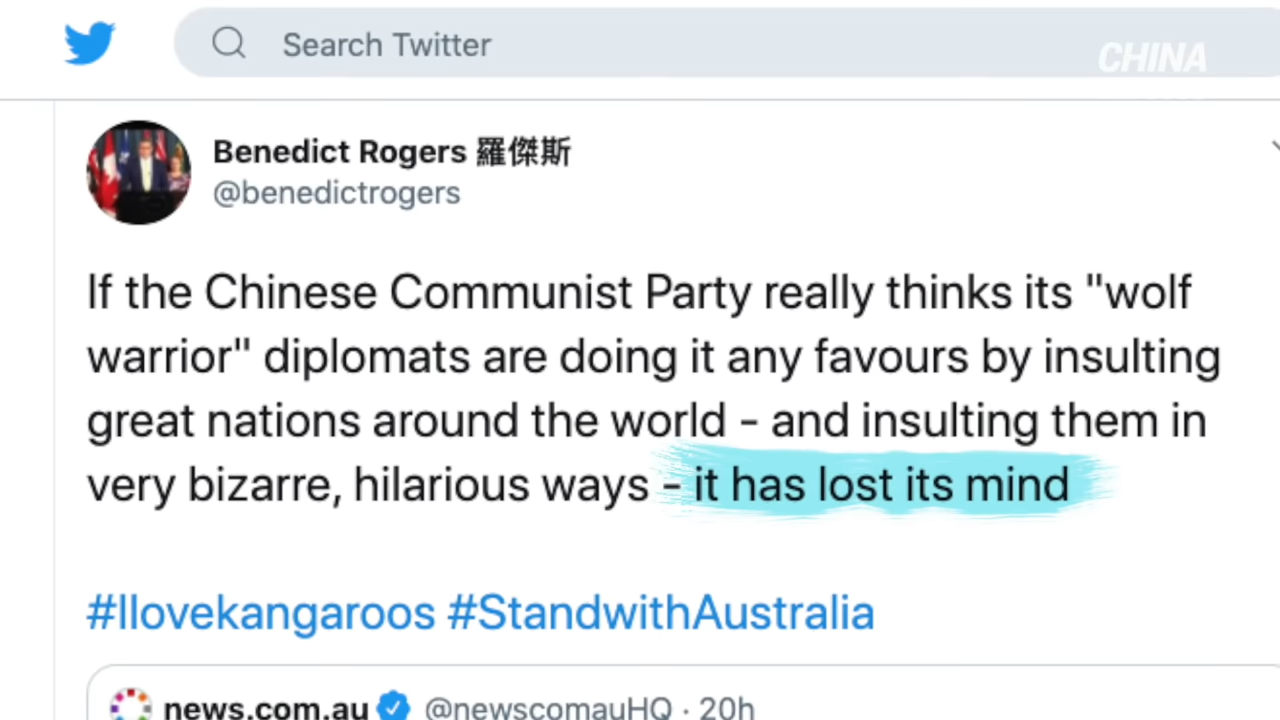 Search Twitter
CHINA
Benedict Rogers 羅傑斯
@benedictrogers
If the Chinese Communist Party really thinks its "wolf
warrior" diplomats are doing it any favours by insulting
great nations around the world - and insulting them in
very bizarre, hilarious ways - it has lost its mind
#Ilovekangaroos #StandwithAustralia
news.com.au @newscomauHQ · 20h